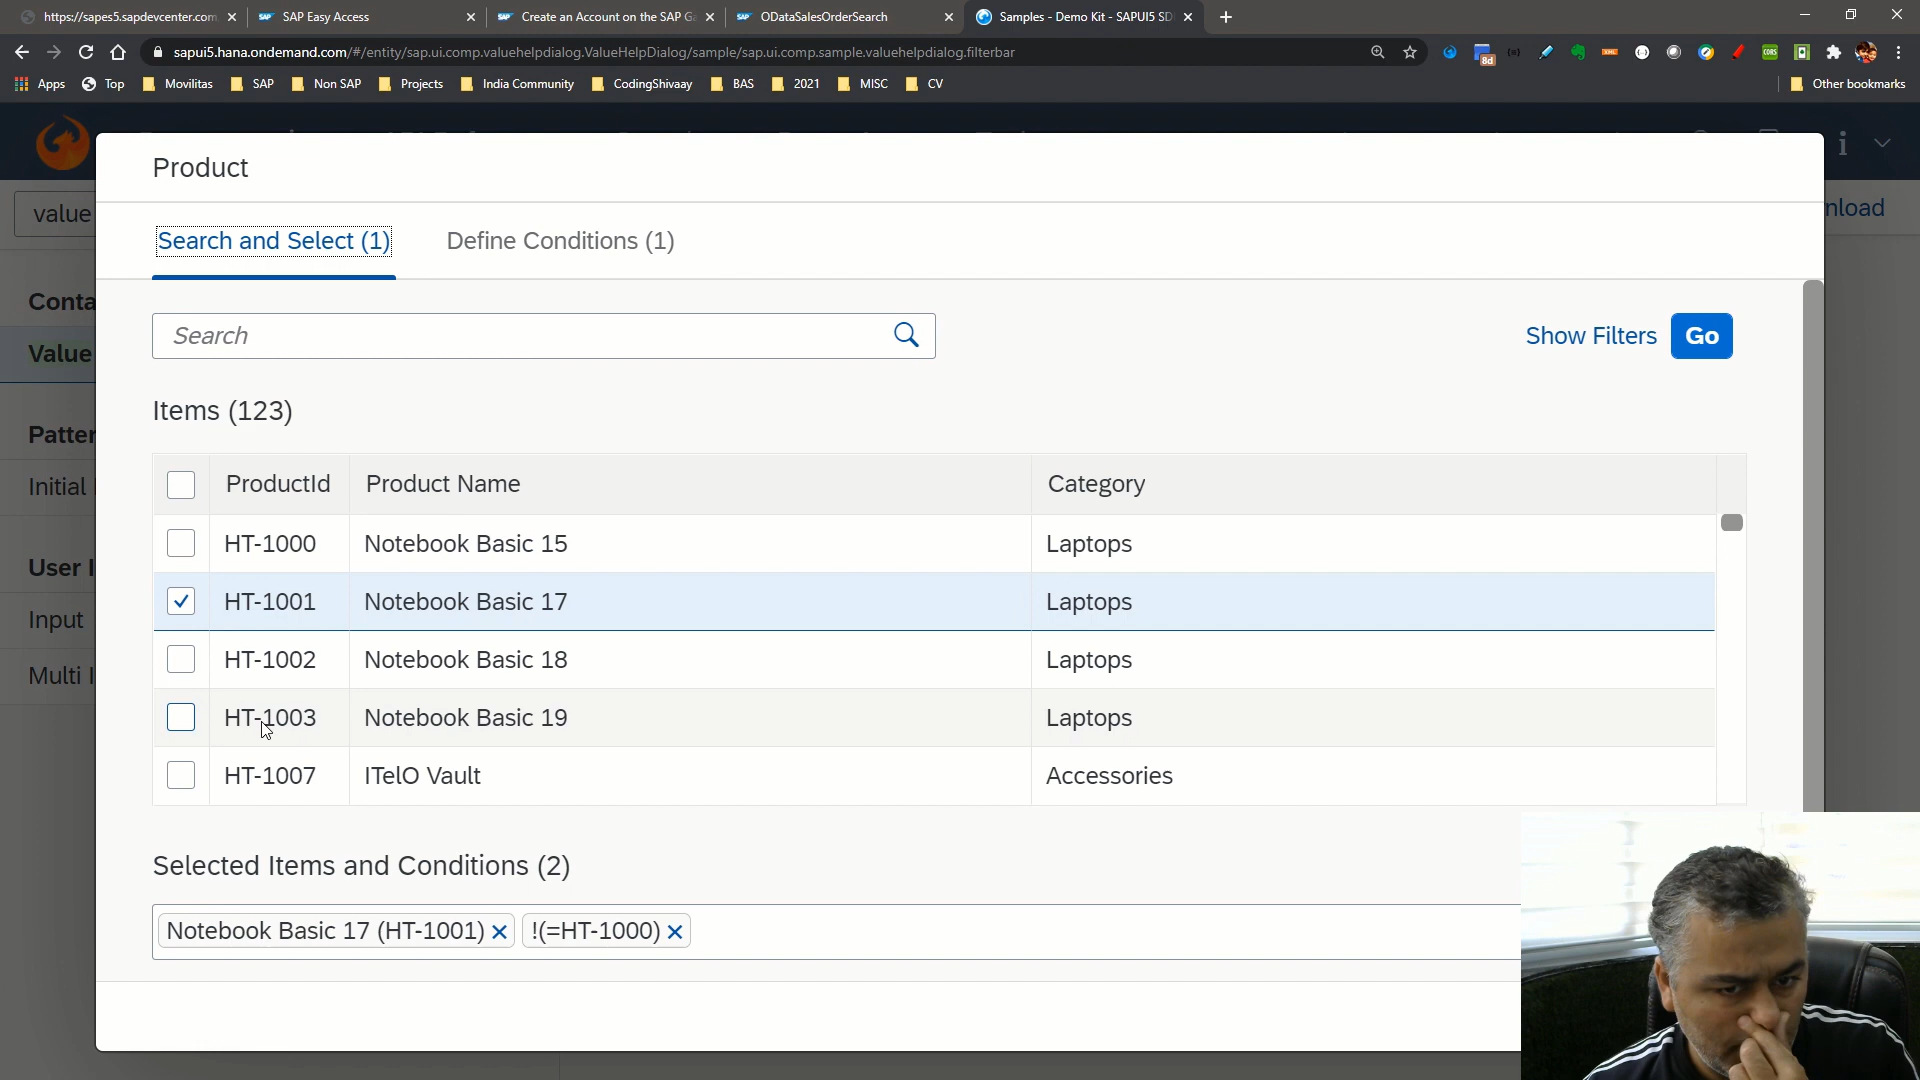 https://sapes5.sapdevcenter.com
SAP Easy Access
Create an Account on the SAP Ga
ODataSalesOrderSearch
Samples - Demo Kit - SAPUI5 SD
sapui5.hana.ondemand.com/#/entity/sap.ui.comp.valuehelpdialog.ValueHelpDialog/sample/sap.ui.comp.sample.valuehelpdialog.filterbar
Apps
Top
Movilitas
SAP
Non SAP
Projects
India Community
CodingShivaay
BAS
2021
MISC
CV
Other bookmarks
Product
value
nload
Search and Select (1)
Define Conditions (1)
Conta
Search
Show Filters
Go
Value
Items (123)
Patter
ProductId
Product Name
Category
Initial
HT-1000
Notebook Basic 15
Laptops
User I
HT-1001
Notebook Basic 17
Laptops
Input
HT-1002
Notebook Basic 18
Laptops
Multi I
HT-1003
Notebook Basic 19
Laptops
HT-1007
ITelO Vault
Accessories
Selected Items and Conditions (2)
Notebook Basic 17 (HT-1001)
!(=HT-1000)